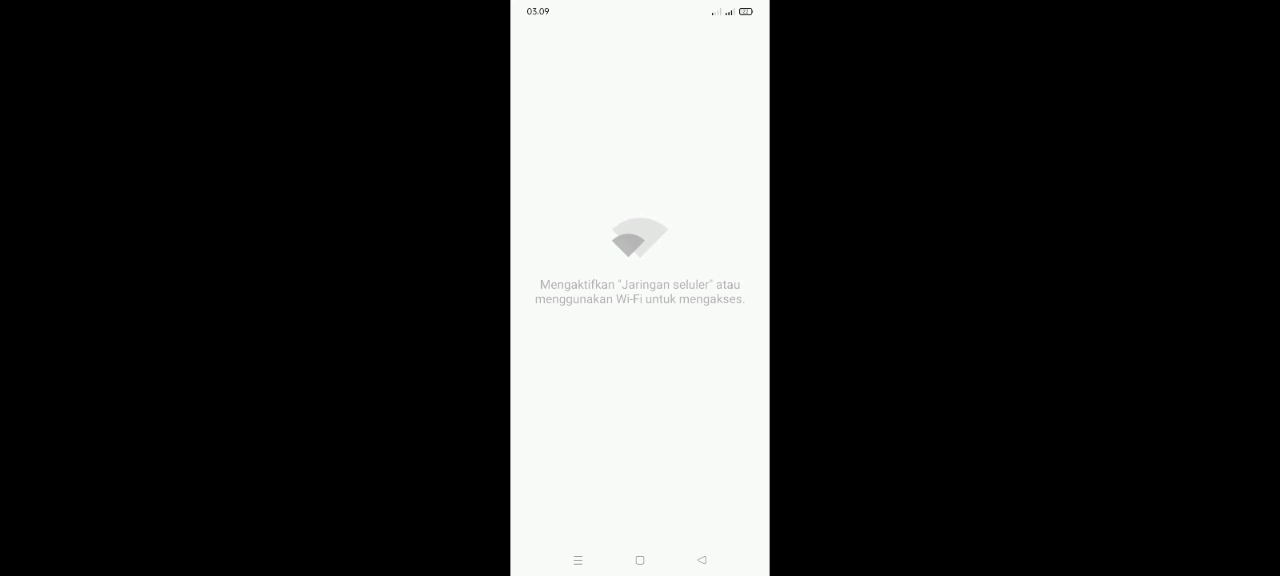 03.09
Mengaktifkan "Jaringan seluler" atau
menggunakan Wi-Fi untuk mengakses.